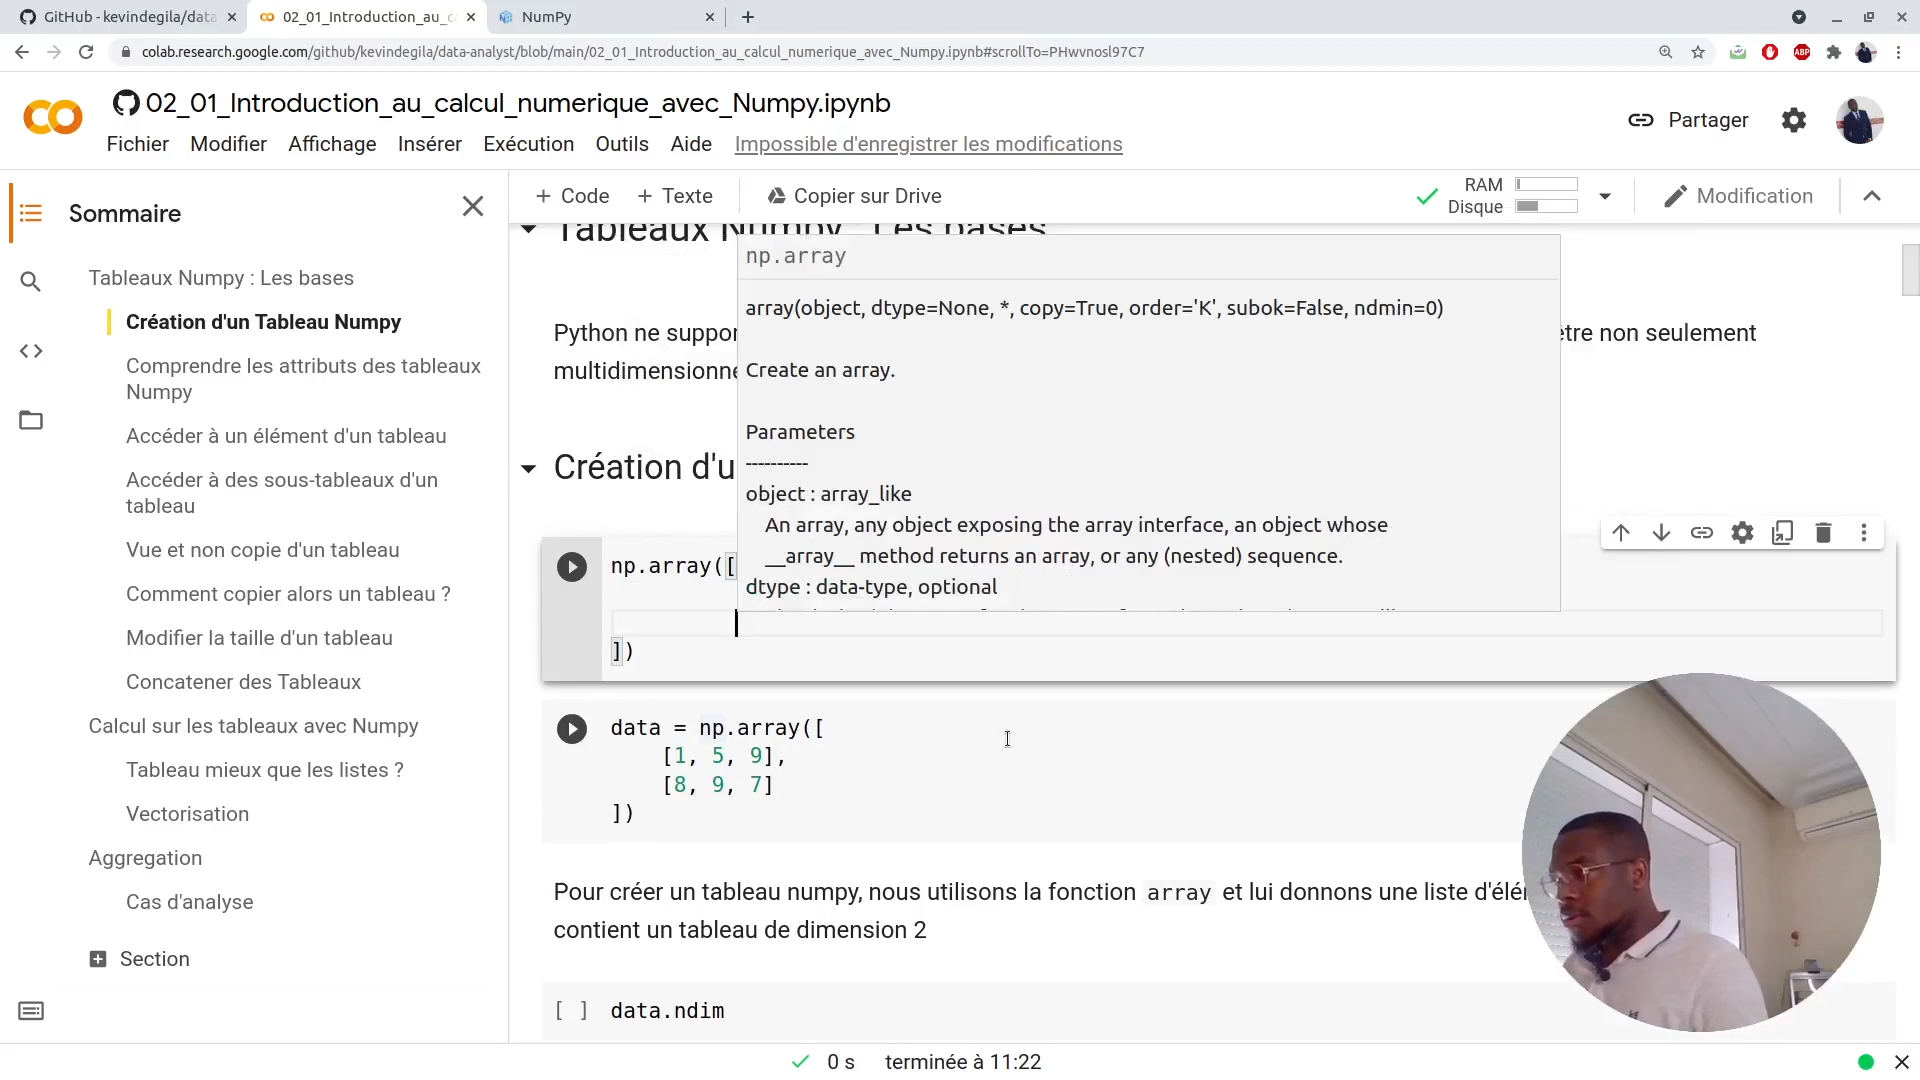 GitHub - kevindegila/data
02_01_Introduction_au_c
NumPy
colab.research.google.com/github/kevindegila/data-analyst/blob/main/02_01_Introduction_au_calcul_numerique_avec_Numpy.ipynb#scrollTo=PHwvnosl97C7
ABP
CO
02_01_Introduction_au_calcul_numerique_avec_Numpy.ipynb
Partager
Fichier Modifier Affichage Insérer Exécution Outils Aide Impossible d'enregistrer les modifications
Sommaire
+ Code + Texte Copier sur Drive
RAM
Disque
Modification
Tableaux Numpy : Les bases
Création d'un Tableau Numpy
Comprendre les attributs des tableaux
Numpy
Accéder à un élément d'un tableau
Accéder à des sous-tableaux d'un
tableau
Vue et non copie d'un tableau
Comment copier alors un tableau ?
Modifier la taille d'un tableau
Concatener des Tableaux
Calcul sur les tableaux avec Numpy
Tableau mieux que les listes ?
Vectorisation
Aggregation
Cas d'analyse
Section
Tableaux Numpy : Les bases
Python ne suppor
être non seulement
multidimensionne
Création d'u
np.array
array(object, dtype=None, *, copy=True, order='K', subok=False, ndmin=0)
Create an array.
Parameters
----------
object : array_like
An array, any object exposing the array interface, an object whose
__array__ method returns an array, or any (nested) sequence.
dtype : data-type, optional
np.array([
])
data = np.array([
[1, 5, 9],
[8, 9, 7]
])
Pour créer un tableau numpy, nous utilisons la fonction array et lui donnons une liste d'élé
contient un tableau de dimension 2
[ ] data.ndim
0 s terminée à 11:22